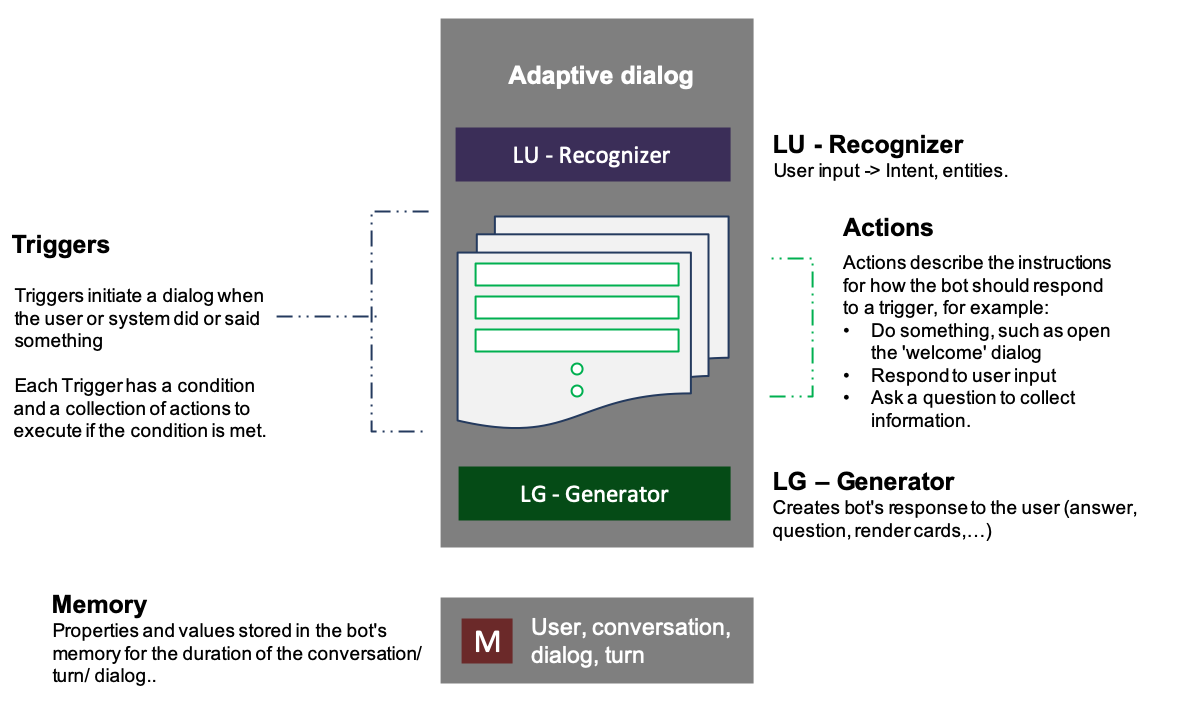 Adaptive dialog
LU - Recognizer
LU - Recognizer
User input -> Intent, entities.
Triggers
Triggers initiate a dialog when
the user or system did or said
something
Each Trigger has a condition
and a collection of actions to
execute if the condition is met.
Actions
Actions describe the instructions
for how the bot should respond
to a trigger, for example:
• Do something, such as open
the 'welcome' dialog
• Respond to user input
• Ask a question to collect
information.
LG - Generator
LG – Generator
Creates bot's response to the user (answer,
question, render cards,…)
Memory
Properties and values stored in the bot's
memory for the duration of the conversation/
turn/ dialog..
M
User, conversation,
dialog, turn